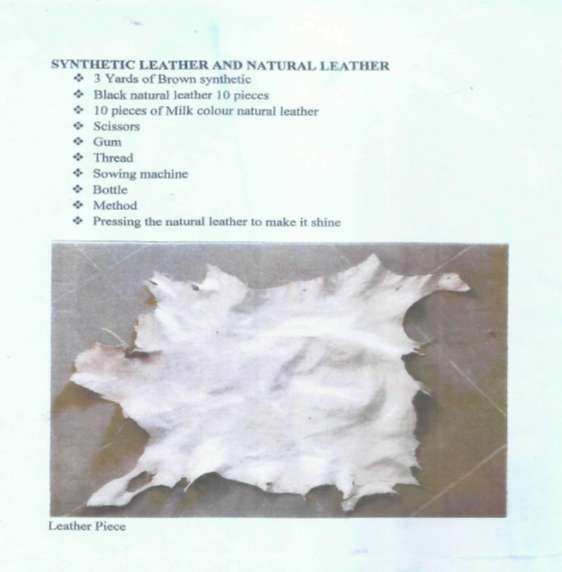 SYNTHETIC LEATHER AND NATURAL LEATHER
❖ 3 Yards of Brown synthetic
❖ Black natural leather 10 pieces
❖ 10 pieces of Milk colour natural leather
❖ Scissors
❖ Gum
❖ Thread
❖ Sowing machine
❖ Bottle
❖ Method
❖ Pressing the natural leather to make it shine
Leather Piece